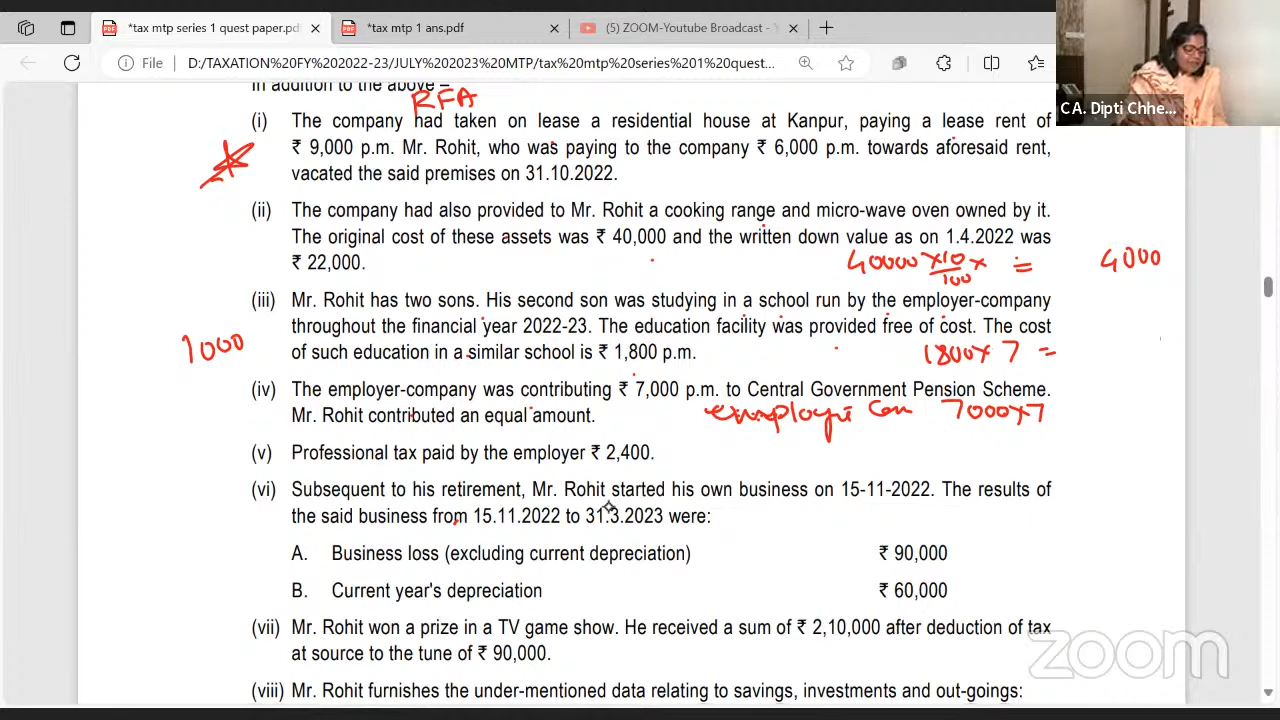 *tax mtp series 1 quest paper.pdf
*tax mtp 1 ans.pdf
(5) ZOOM-Youtube Broadcast -
File
D:/TAXATION%20FY%202022-23/JULY%202023%20MTP/tax%20mtp%20series%201%20quest...
C A. Dipti Chhe...
In addition to the above –
RFA
(i) The company had taken on lease a residential house at Kanpur, paying a lease rent of
₹ 9,000 p.m. Mr. Rohit, who was paying to the company ₹ 6,000 p.m. towards aforesaid rent,
vacated the said premises on 31.10.2022.
(ii) The company had also provided to Mr. Rohit a cooking range and micro-wave oven owned by it.
The original cost of these assets was ₹ 40,000 and the written down value as on 1.4.2022 was
₹ 22,000.
40000 × 10/100 × = 4000
(iii) Mr. Rohit has two sons. His second son was studying in a school run by the employer-company
throughout the financial year 2022-23. The education facility was provided free of cost. The cost
of such education in a similar school is ₹ 1,800 p.m.
1000
1800 × 7 =
(iv) The employer-company was contributing ₹ 7,000 p.m. to Central Government Pension Scheme.
Mr. Rohit contributed an equal amount.
7000×7
(v) Professional tax paid by the employer ₹ 2,400.
(vi) Subsequent to his retirement, Mr. Rohit started his own business on 15-11-2022. The results of
the said business from 15.11.2022 to 31.3.2023 were:
A. Business loss (excluding current depreciation) ₹ 90,000
B. Current year's depreciation ₹ 60,000
(vii) Mr. Rohit won a prize in a TV game show. He received a sum of ₹ 2,10,000 after deduction of tax
at source to the tune of ₹ 90,000.
(viii) Mr. Rohit furnishes the under-mentioned data relating to savings, investments and out-goings:
zoom